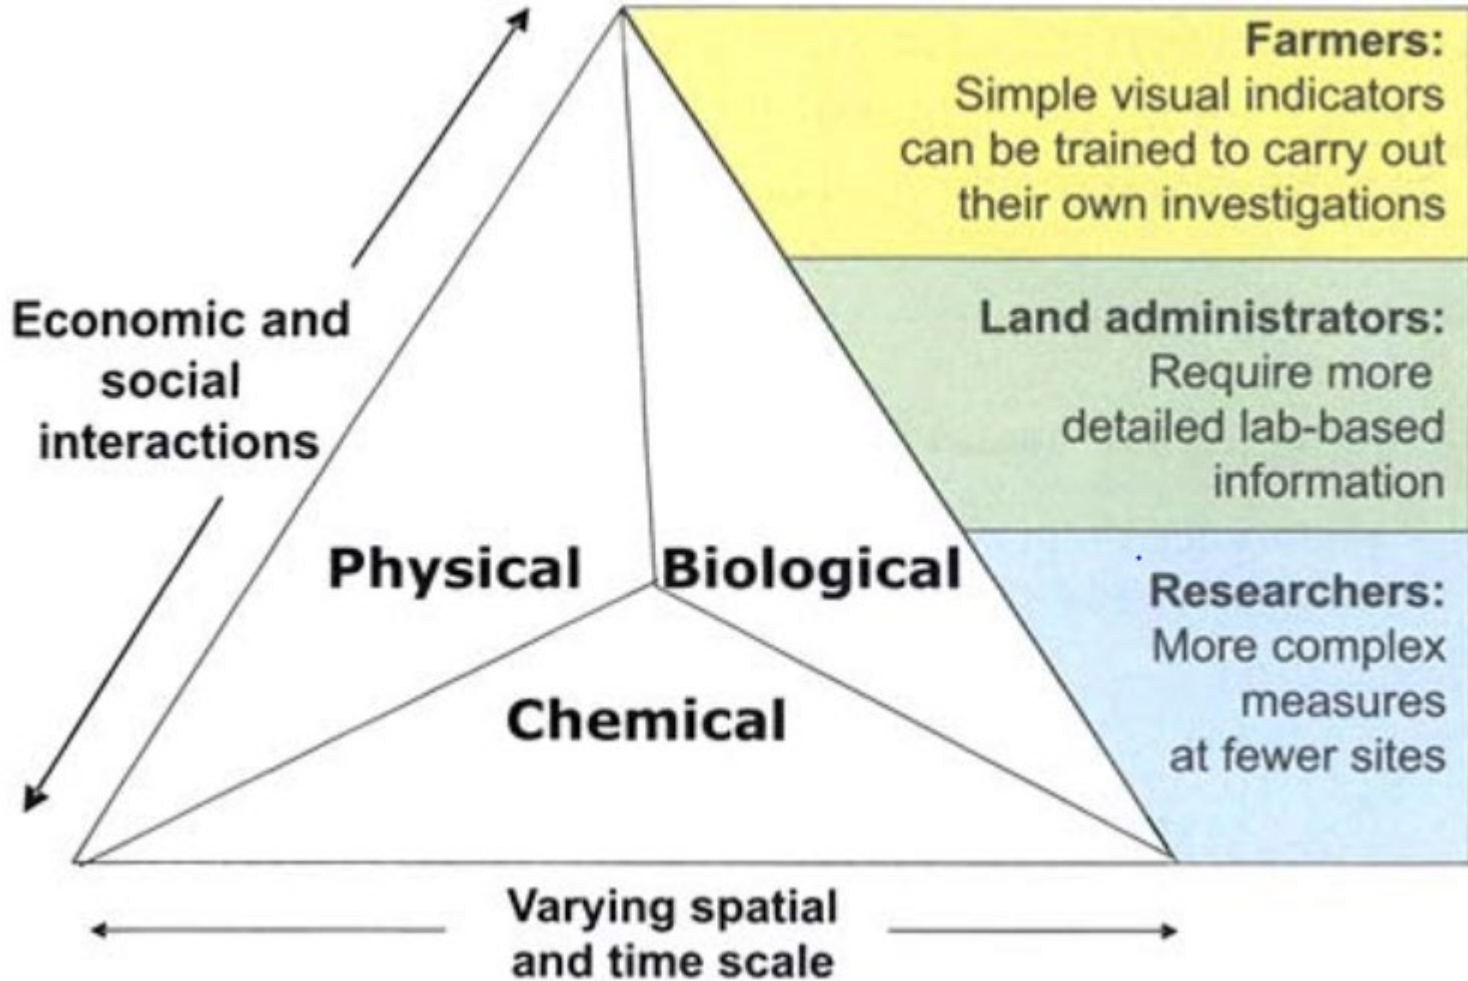 Farmers:
Simple visual indicators
can be trained to carry out
their own investigations
Economic and
social
interactions
Land administrators:
Require more
detailed lab-based
information
Physical
Biological
Chemical
Researchers:
More complex
measures
at fewer sites
Varying spatial
and time scale